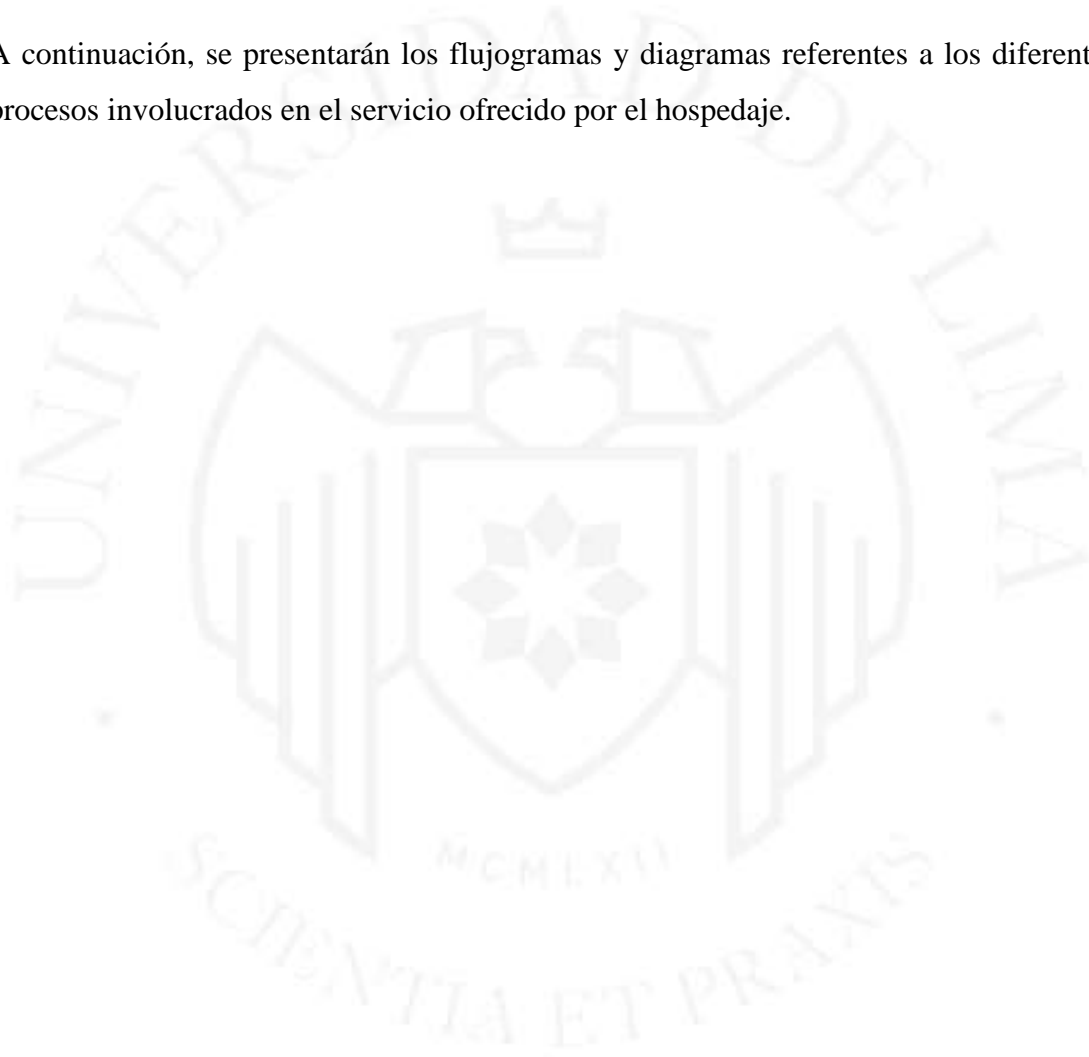 A continuación, se presentarán los flujogramas y diagramas referentes a los diferent
procesos involucrados en el servicio ofrecido por el hospedaje.
UNIVERSIDAD DE LIMA
MCMLXII
SCIENTIA ET PRAXIS